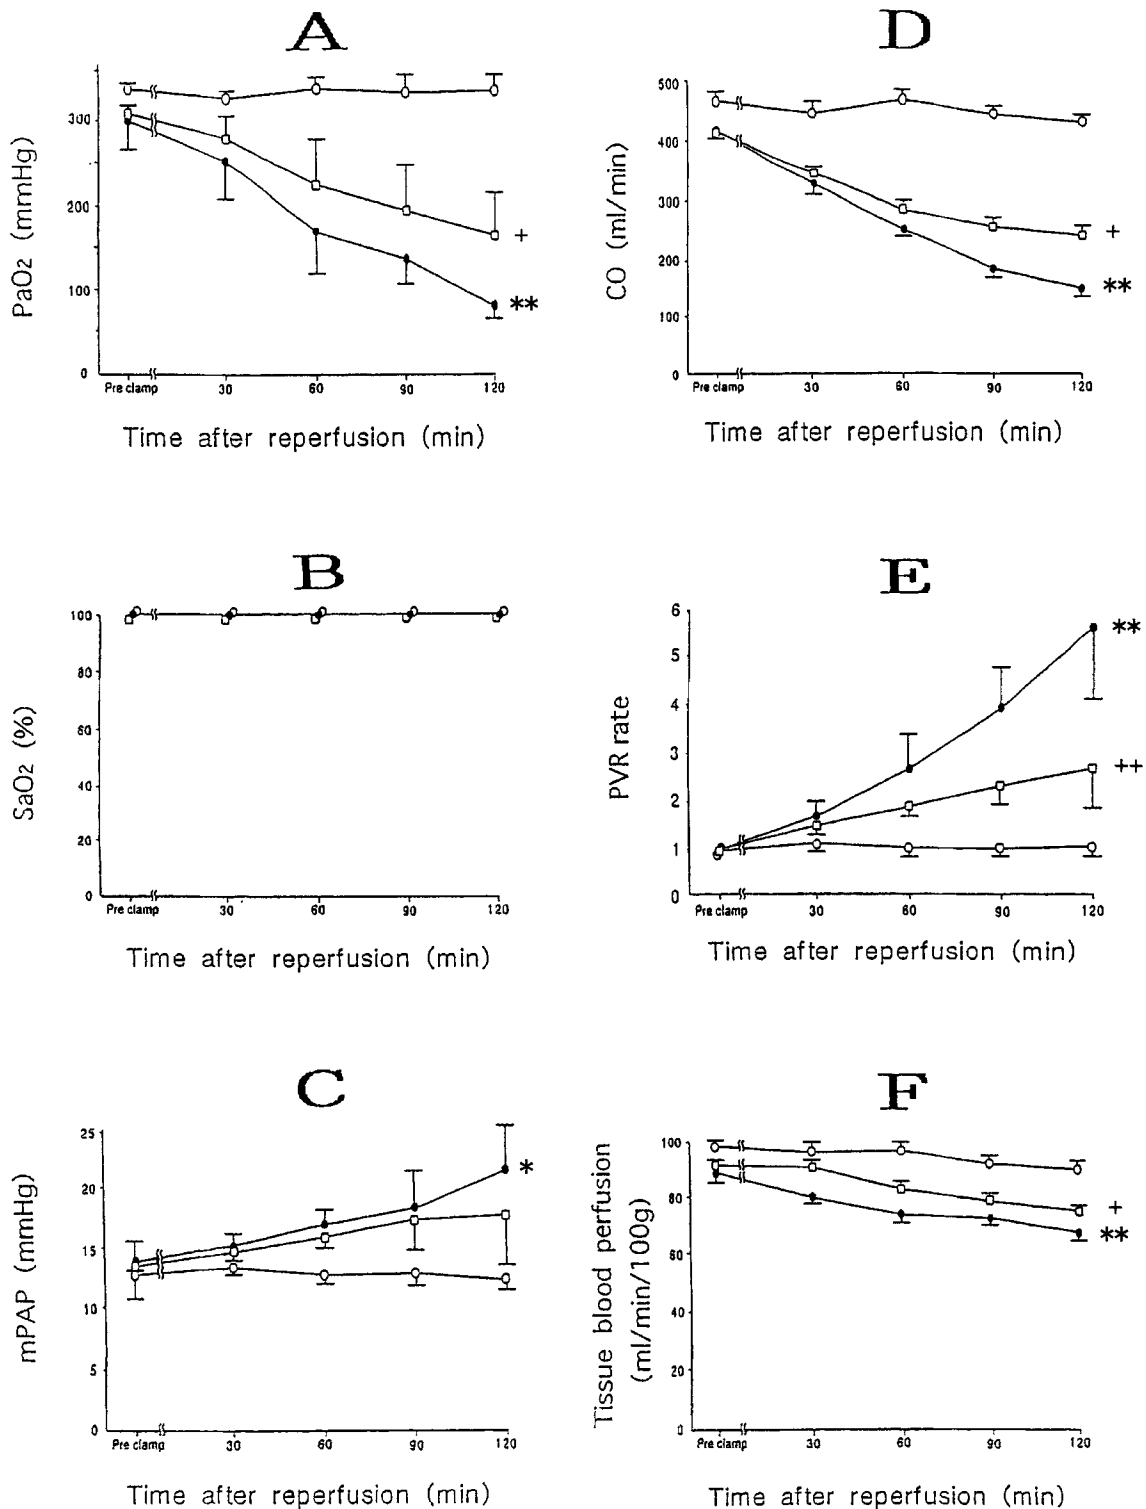 A
PaO2 (mmHg)
300
200
100
0
Pre clamp 30 60 90 120
+
**
Time after reperfusion (min)
D
CO (ml/min)
500
400
300
200
100
0
Pre clamp 30 60 90 120
+
**
Time after reperfusion (min)
B
SaO2 (%)
100
80
60
40
20
0
Pre clamp 30 60 90 120
Time after reperfusion (min)
E
PVR rate
6
5
4
3
2
1
0
Pre clamp 30 60 90 120
**
++
Time after reperfusion (min)
C
mPAP (mmHg)
25
20
15
10
5
0
Pre clamp 30 60 90 120
*
Time after reperfusion (min)
F
Tissue blood perfusion
(ml/min/100g)
100
80
60
40
20
0
Pre clamp 30 60 90 120
+
**
Time after reperfusion (min)